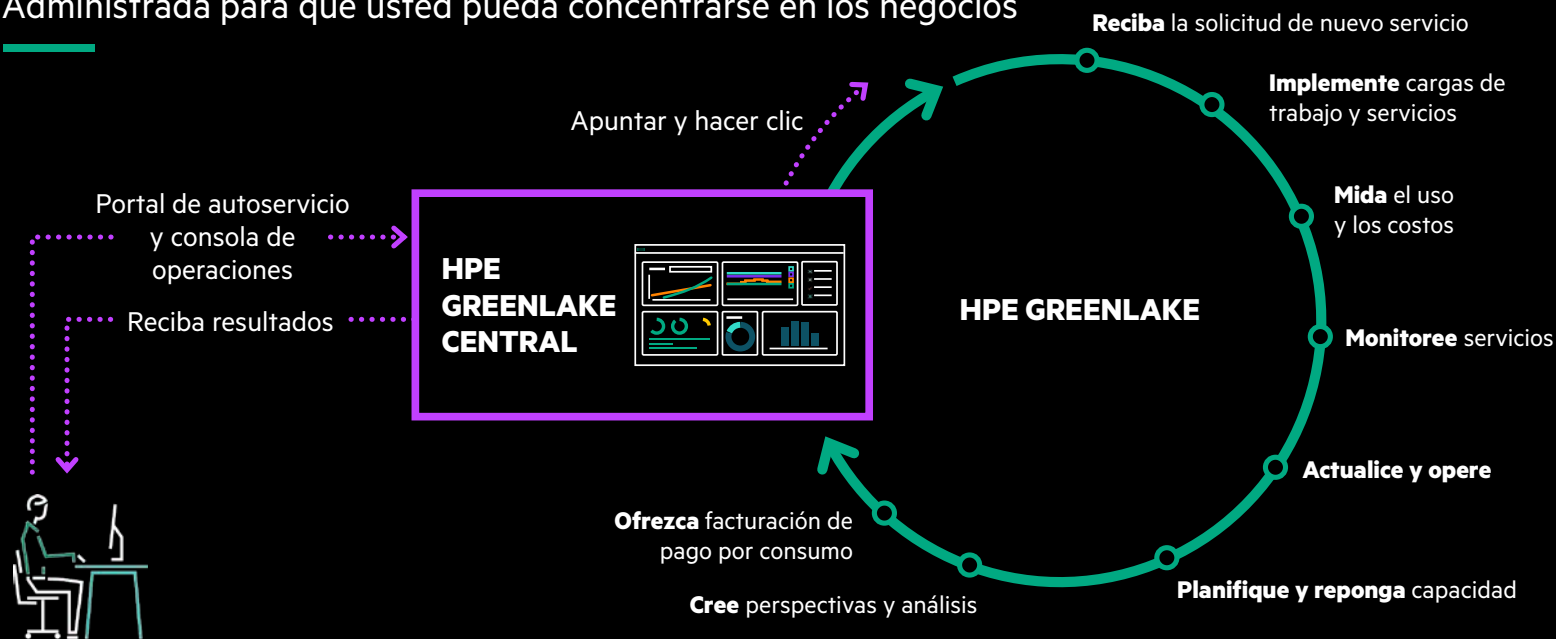 Administrada para que usted pueda concentrarse en los negocios
Reciba la solicitud de nuevo servicio
Implemente cargas de
trabajo y servicios
Apuntar y hacer clic
Mida el uso
y los costos
Portal de autoservicio
y consola de
operaciones
Reciba resultados
HPE
GREENLAKE
CENTRAL
HPE GREENLAKE
Monitoree servicios
Actualice y opere
Planifique y reponga capacidad
Cree perspectivas y análisis
Ofrezca facturación de
pago por consumo